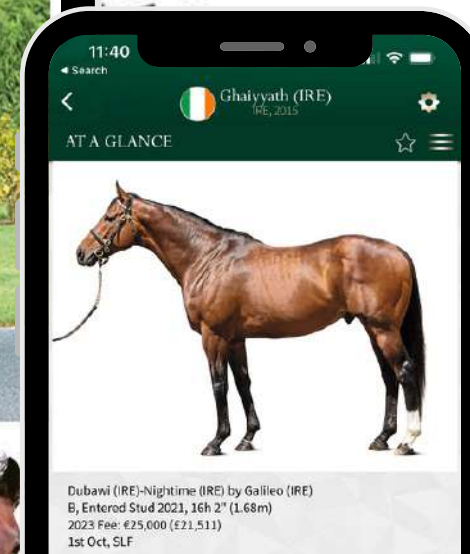 11:40
Search
Ghaiyyath (IRE)
IRE, 2015
AT A GLANCE
Dubawi (IRE)-Nightime (IRE) by Galileo (IRE)
B, Entered Stud 2021, 16h 2" (1.68m)
2023 Fee: €25,000 (£21,511)
1st Oct, SLF